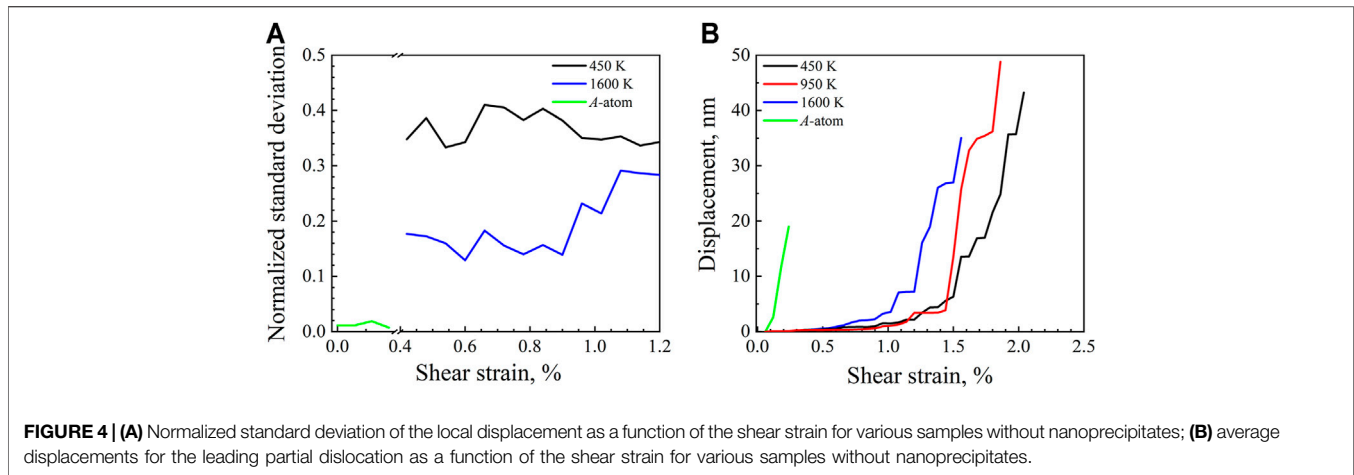 A
Normalized standard deviation
0.5
0.4
0.3
0.2
0.1
0.0
450 K
1600 K
A-atom
0.0 0.4 0.6 0.8 1.0 1.2
Shear strain, %
B
Displacement, nm
50
40
30
20
10
0
450 K
950 K
1600 K
A-atom
0.0 0.5 1.0 1.5 2.0 2.5
Shear strain, %
FIGURE 4 | (A) Normalized standard deviation of the local displacement as a function of the shear strain for various samples without nanoprecipitates; (B) average
displacements for the leading partial dislocation as a function of the shear strain for various samples without nanoprecipitates.